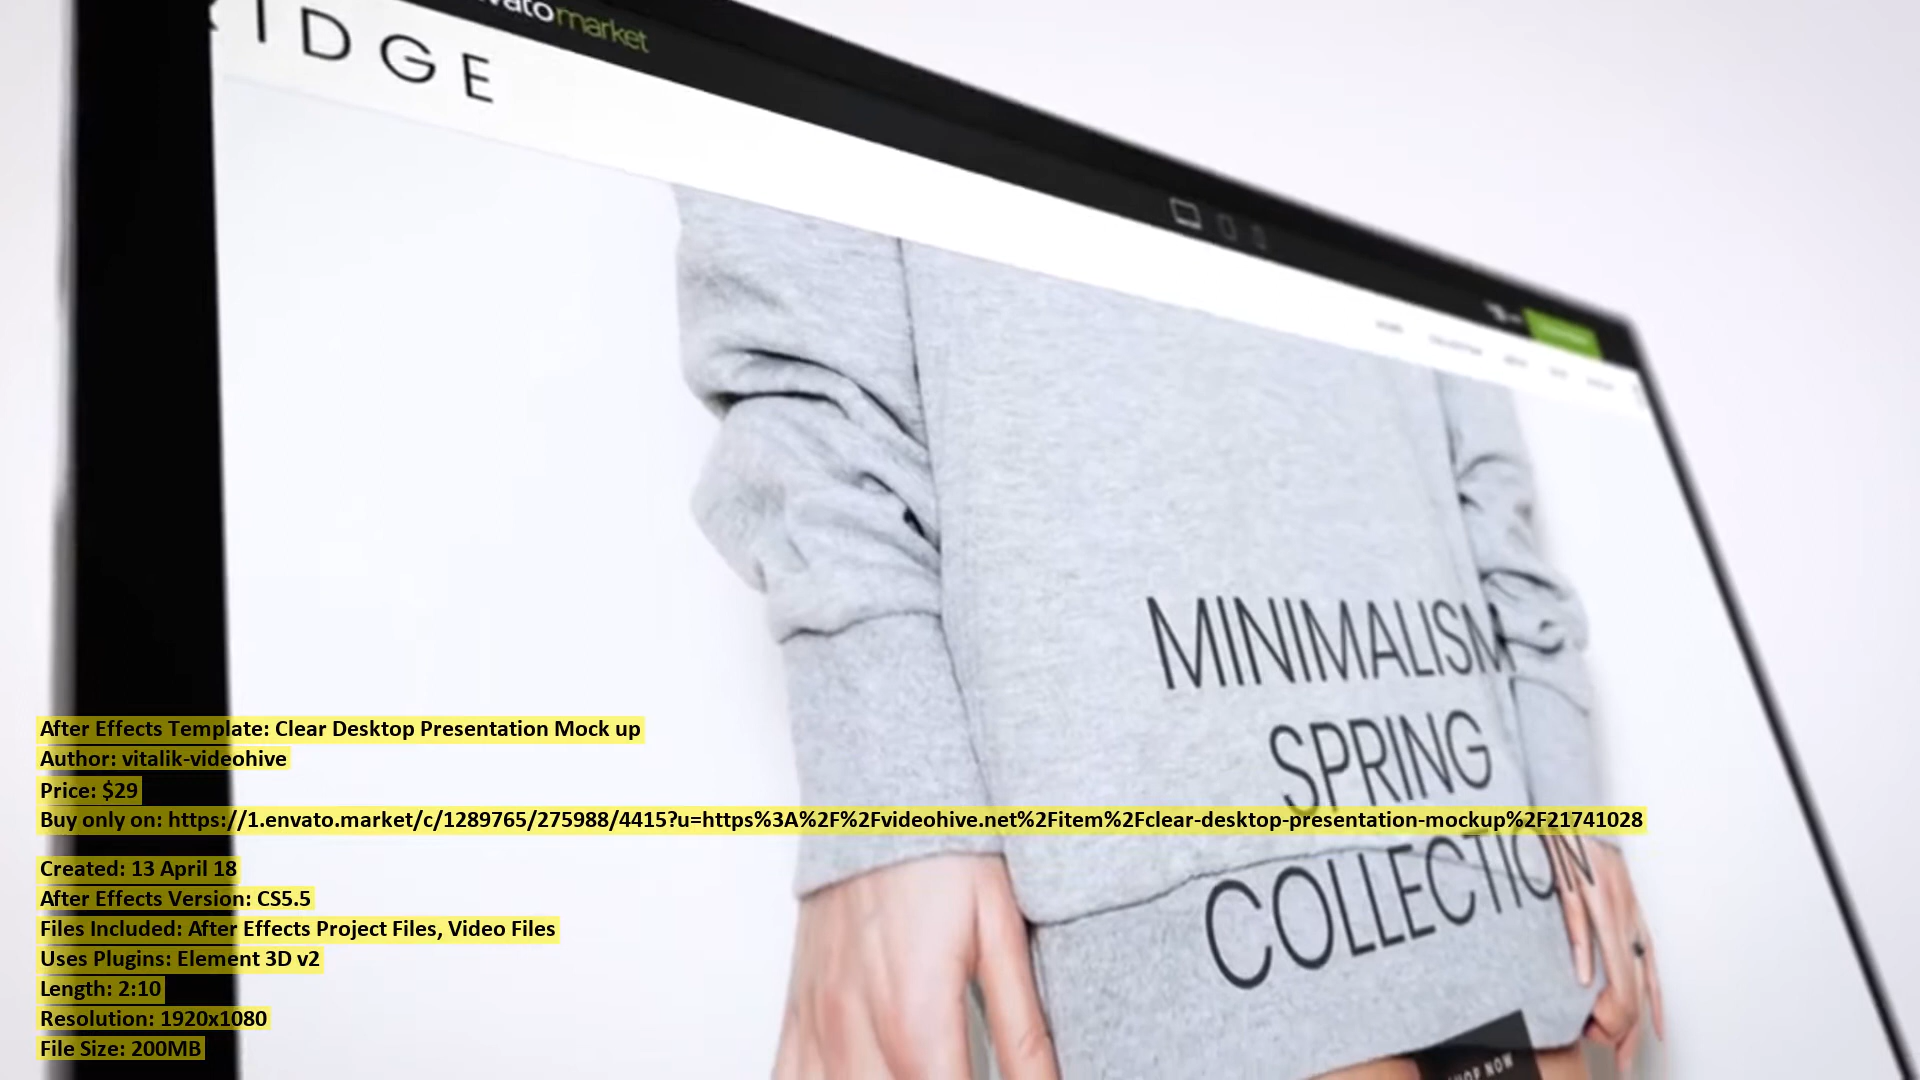 market
IDGE
MINIMALISM
SPRING
COLLECTION
SHOP NOW
After Effects Template: Clear Desktop Presentation Mock up
Author: vitalik-videohive
Price: $29
Buy only on: https://1.envato.market/c/1289765/275988/4415?u=https%3A%2F%2Fvideohive.net%2Fitem%2Fclear-desktop-presentation-mockup%2F21741028
Created: 13 April 18
After Effects Version: CS5.5
Files Included: After Effects Project Files, Video Files
Uses Plugins: Element 3D v2
Length: 2:10
Resolution: 1920x1080
File Size: 200MB